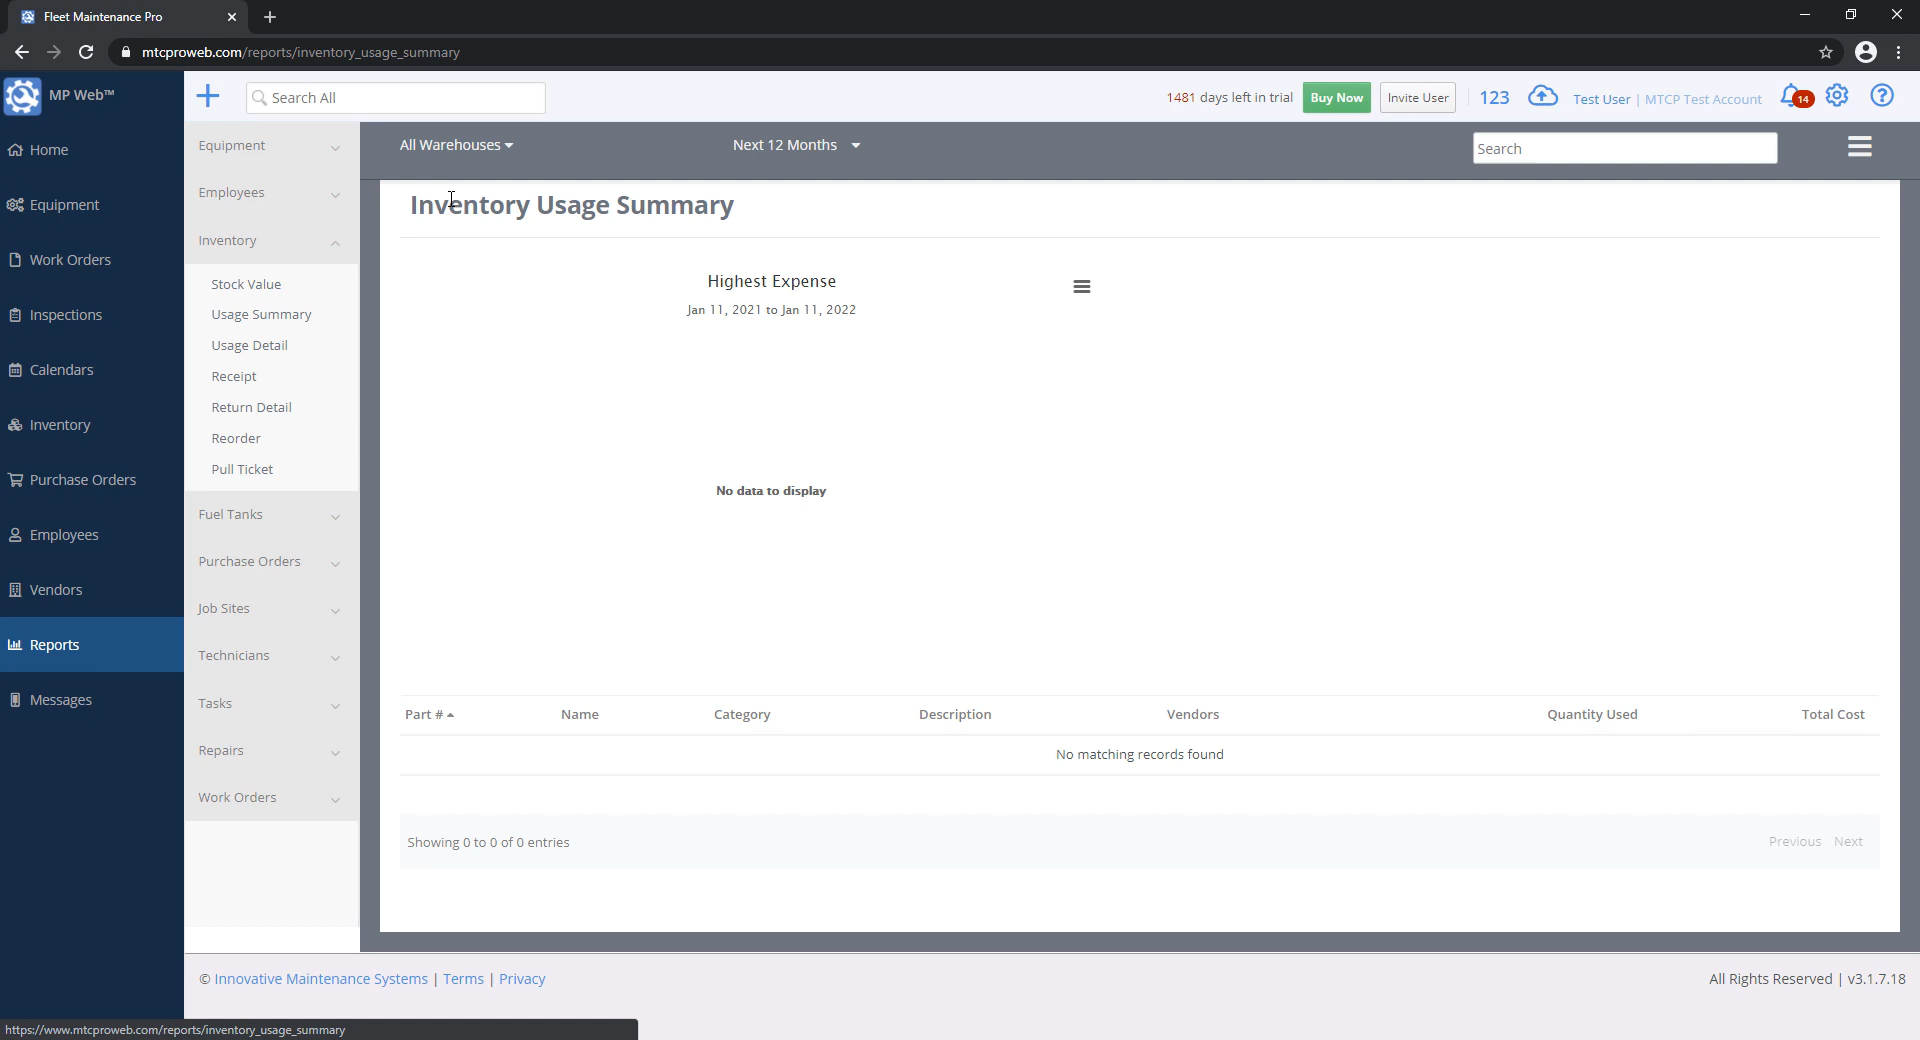 Fleet Maintenance Pro
mtcproweb.com/reports/inventory_usage_summary
MP Web™
Search All
1481 days left in trial
Buy Now
Invite User
123
Test User | MTCP Test Account
14
Home
Equipment
Work Orders
Inspections
Calendars
Inventory
Purchase Orders
Employees
Vendors
Reports
Messages
Equipment
Employees
Inventory
Stock Value
Usage Summary
Usage Detail
Receipt
Return Detail
Reorder
Pull Ticket
Fuel Tanks
Purchase Orders
Job Sites
Technicians
Tasks
Repairs
Work Orders
All Warehouses
Next 12 Months
Search
Inventory Usage Summary
Highest Expense
Jan 11, 2021 to Jan 11, 2022
No data to display
Part # Name Category Description Vendors Quantity Used Total Cost
No matching records found
Showing 0 to 0 of 0 entries
Previous Next
© Innovative Maintenance Systems | Terms | Privacy
All Rights Reserved | v3.1.7.18
https://www.mtcproweb.com/reports/inventory_usage_summary